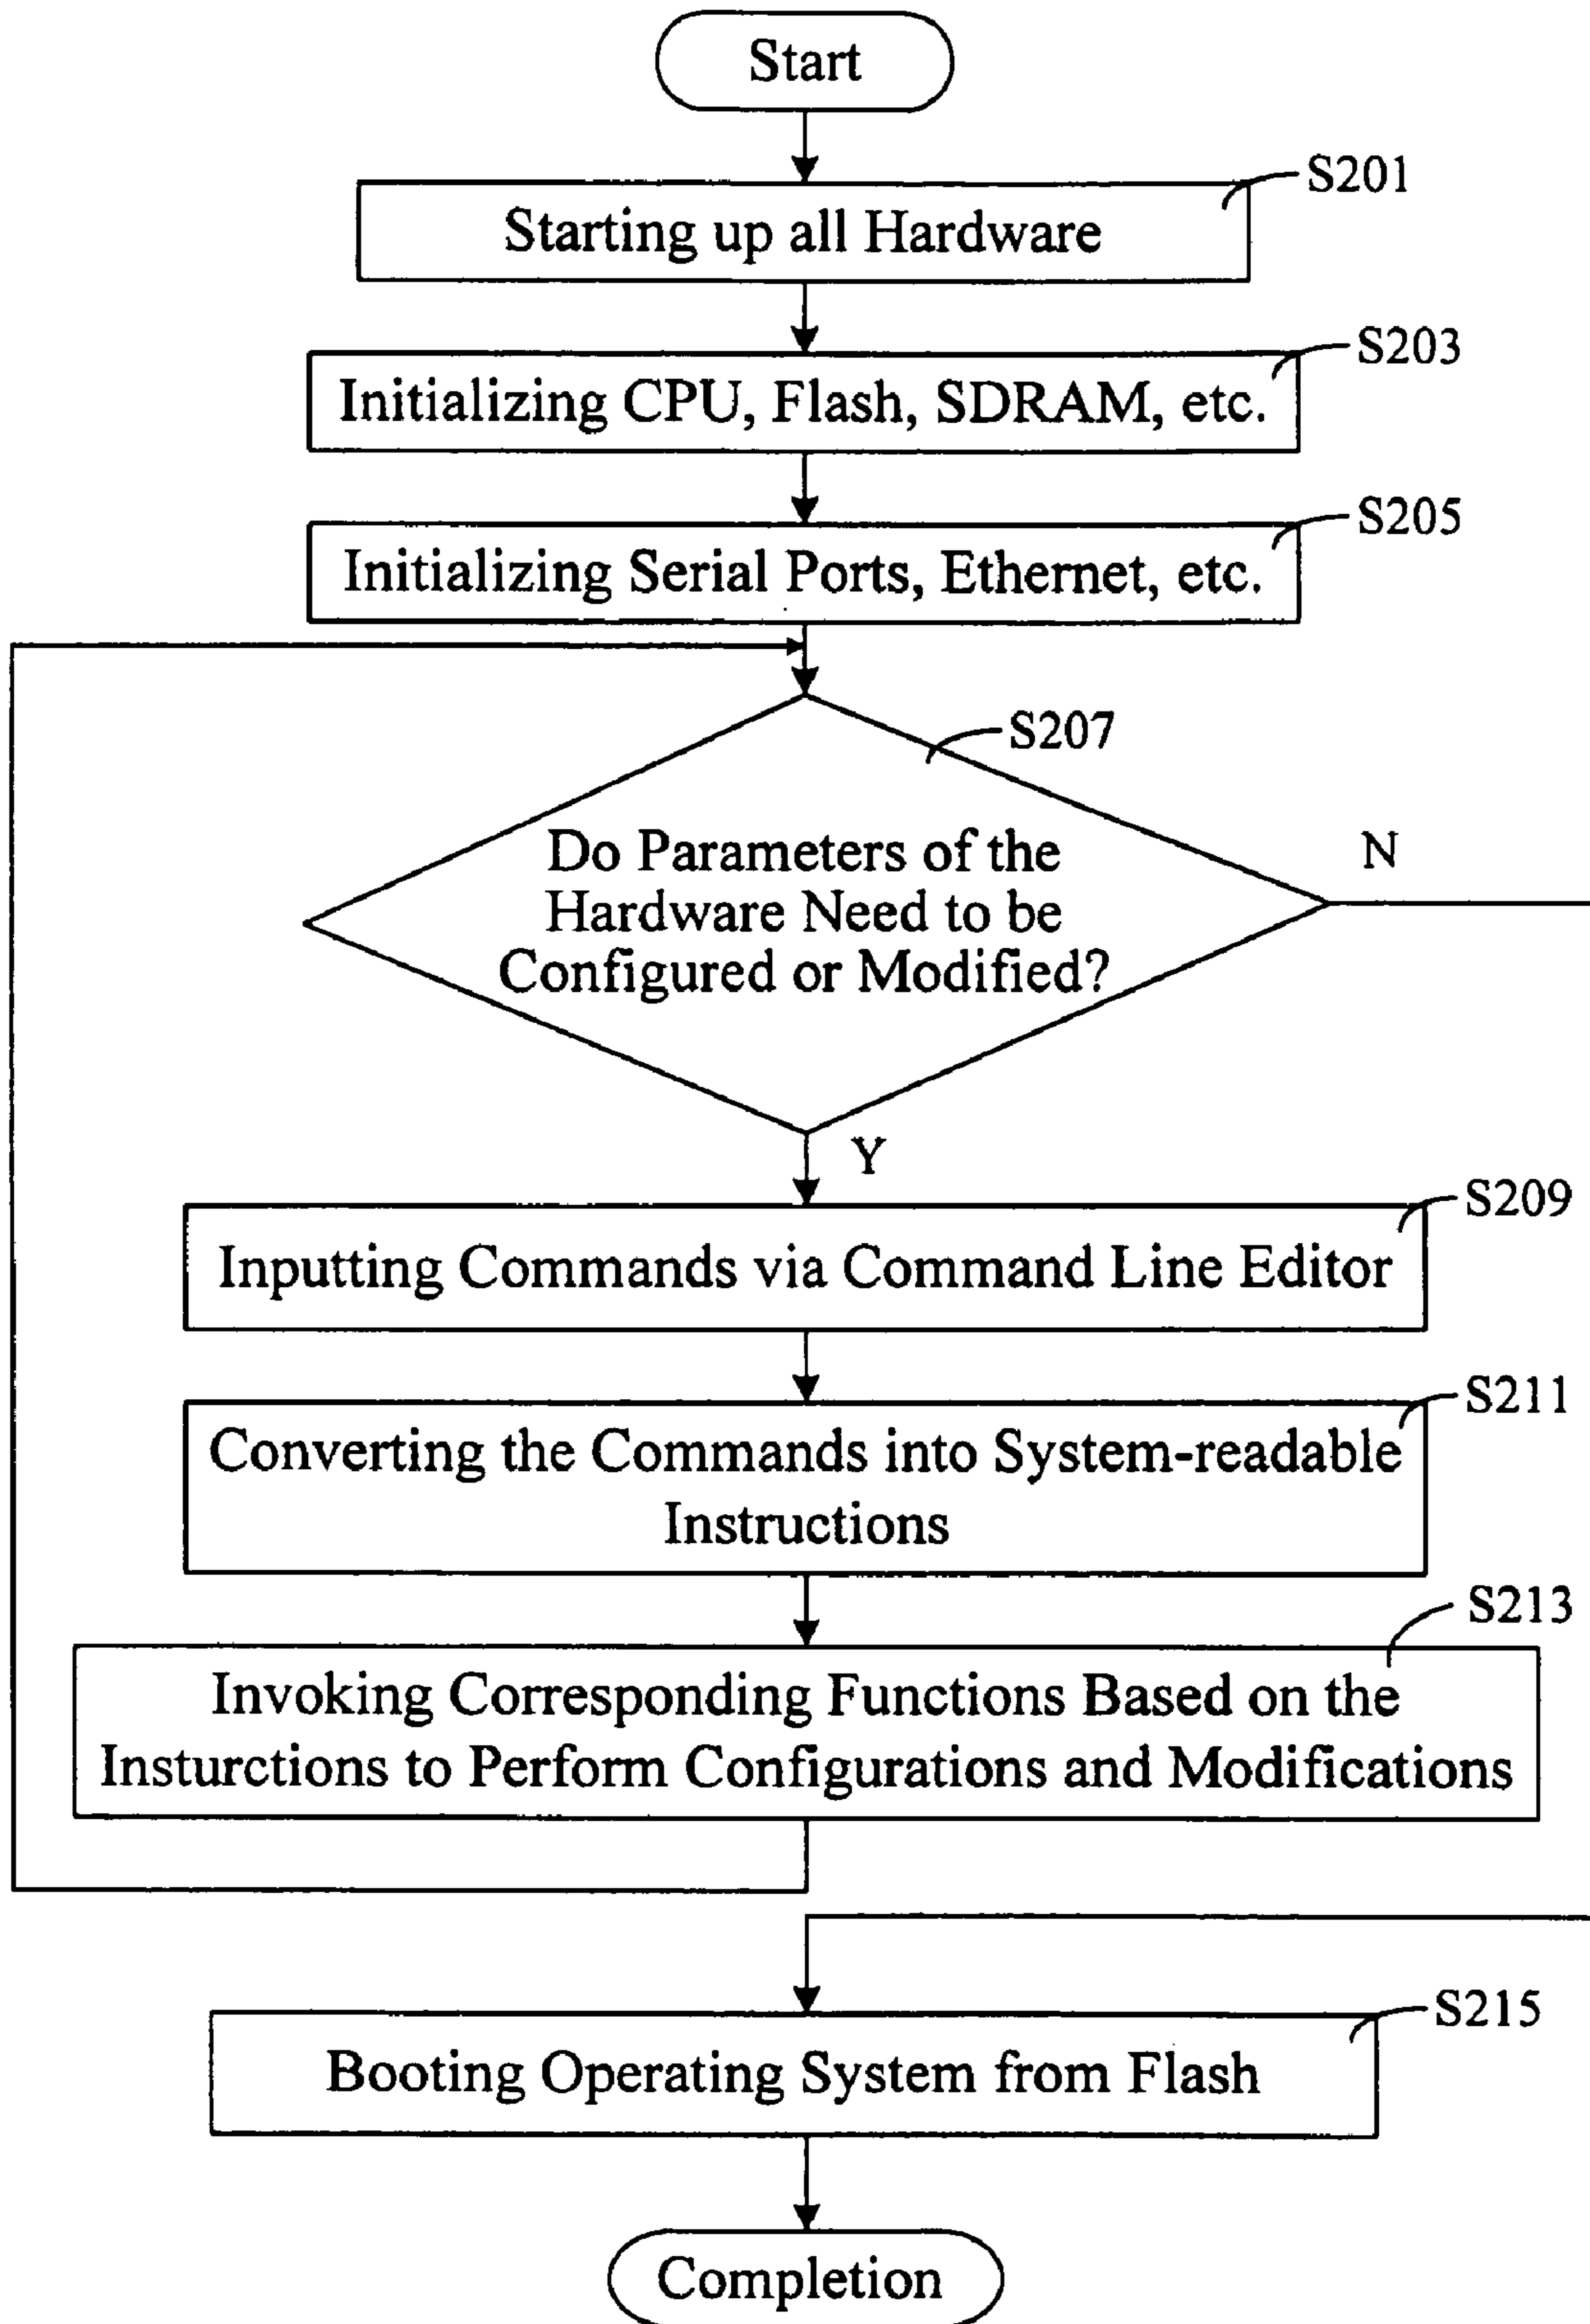 Start
S201
Starting up all Hardware
S203
Initializing CPU, Flash, SDRAM, etc.
S205
Initializing Serial Ports, Ethernet, etc.
S207
Do Parameters of the
Hardware Need to be
Configured or Modified?
N
Y
S209
Inputting Commands via Command Line Editor
S211
Converting the Commands into System-readable
Instructions
S213
Invoking Corresponding Functions Based on the
Insturctions to Perform Configurations and Modifications
S215
Booting Operating System from Flash
Completion